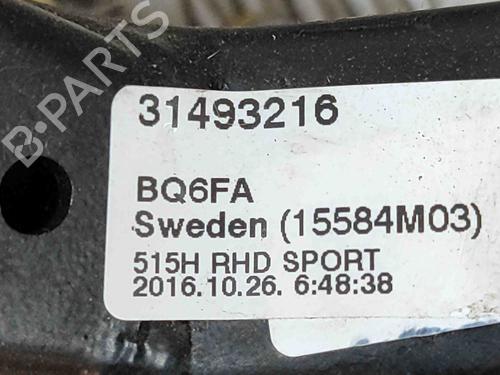 31493216
BQ6FA
Sweden (15584M03)
515H RHD SPORT
2016.10.26. 6:48:38
B-PARTS